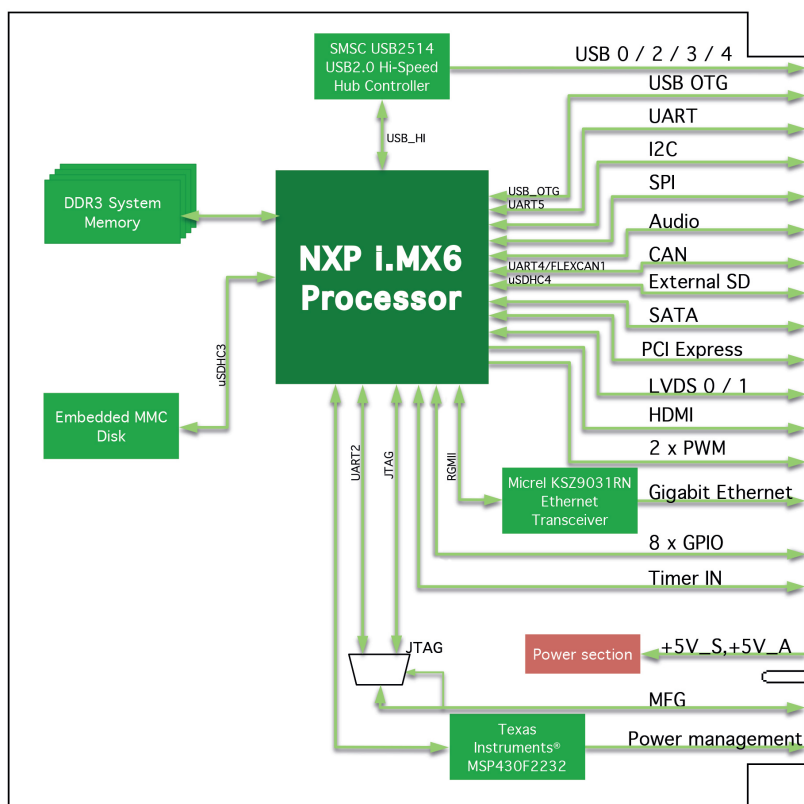 SMSC USB2514
USB2.0 Hi-Speed
Hub Controller
USB 0 / 2 / 3 / 4
USB OTG
UART
USB_HI
I2C
SPI
DDR3 System
Memory
USB_OTG
UART5
Audio
NXP i.MX6
Processor
CAN
UART4/FLEXCAN1
uSDHC4
External SD
SATA
PCI Express
uSDHC3
LVDS 0 / 1
HDMI
Embedded MMC
Disk
2 x PWM
UART2
JTAG
RGMII
Micrel KSZ9031RN
Ethernet
Transceiver
Gigabit Ethernet
8 x GPIO
Timer IN
JTAG
Power section
+5V_S,+5V_A
MFG
Texas
Instruments®
MSP430F2232
Power management